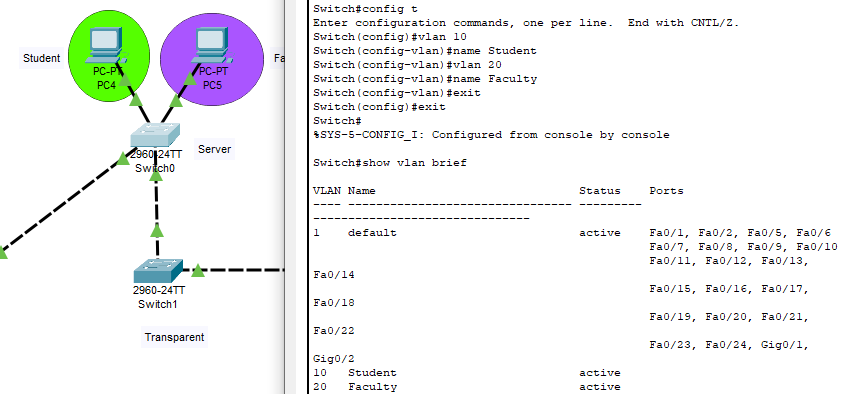 Student
PC-PT
PC4
PC-PT
PC5
Fa
2960-24TT
Switch0
Server
2960-24TT
Switch1
Transparent
Switch#config t
Enter configuration commands, one per line.  End with CNTL/Z.
Switch(config)#vlan 10
Switch(config-vlan)#name Student
Switch(config-vlan)#vlan 20
Switch(config-vlan)#name Faculty
Switch(config-vlan)#exit
Switch(config)#exit
Switch#
%SYS-5-CONFIG_I: Configured from console by console
Switch#show vlan brief
VLAN Name                             Status    Ports
---- -------------------------------- ---------
-------------------------------
1    default                          active    Fa0/1, Fa0/2, Fa0/5, Fa0/6
Fa0/7, Fa0/8, Fa0/9, Fa0/10
Fa0/11, Fa0/12, Fa0/13,
Fa0/14
Fa0/15, Fa0/16, Fa0/17,
Fa0/18
Fa0/19, Fa0/20, Fa0/21,
Fa0/22
Fa0/23, Fa0/24, Gig0/1,
Gig0/2
10   Student                          active
20   Faculty                          active